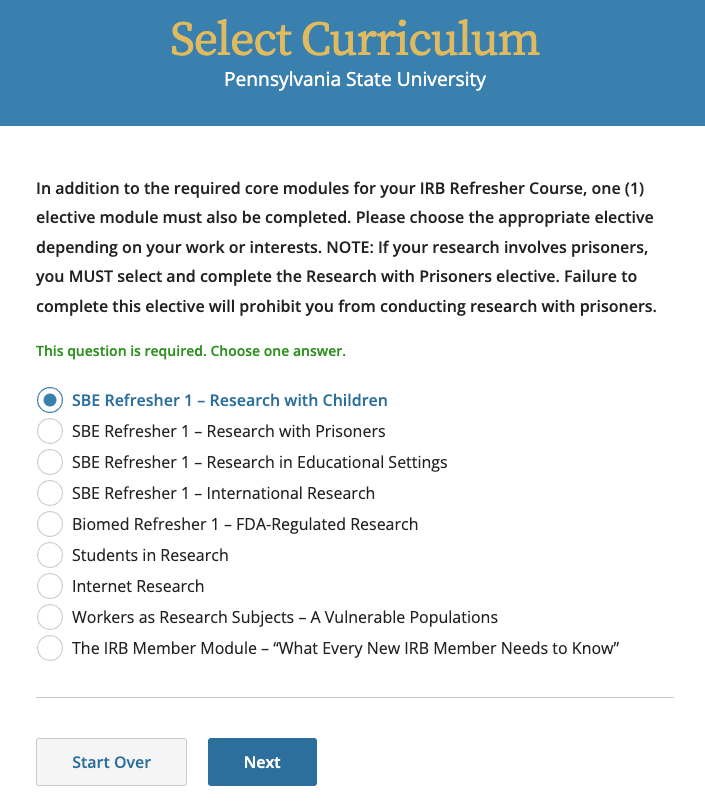 Select Curriculum
Pennsylvania State University
In addition to the required core modules for your IRB Refresher Course, one (1)
elective module must also be completed. Please choose the appropriate elective
depending on your work or interests. NOTE: If your research involves prisoners,
you MUST select and complete the Research with Prisoners elective. Failure to
complete this elective will prohibit you from conducting research with prisoners.
This question is required. Choose one answer.
SBE Refresher 1 – Research with Children
SBE Refresher 1 – Research with Prisoners
SBE Refresher 1 – Research in Educational Settings
SBE Refresher 1 – International Research
Biomed Refresher 1 – FDA-Regulated Research
Students in Research
Internet Research
Workers as Research Subjects – A Vulnerable Populations
The IRB Member Module – “What Every New IRB Member Needs to Know”
Start Over
Next